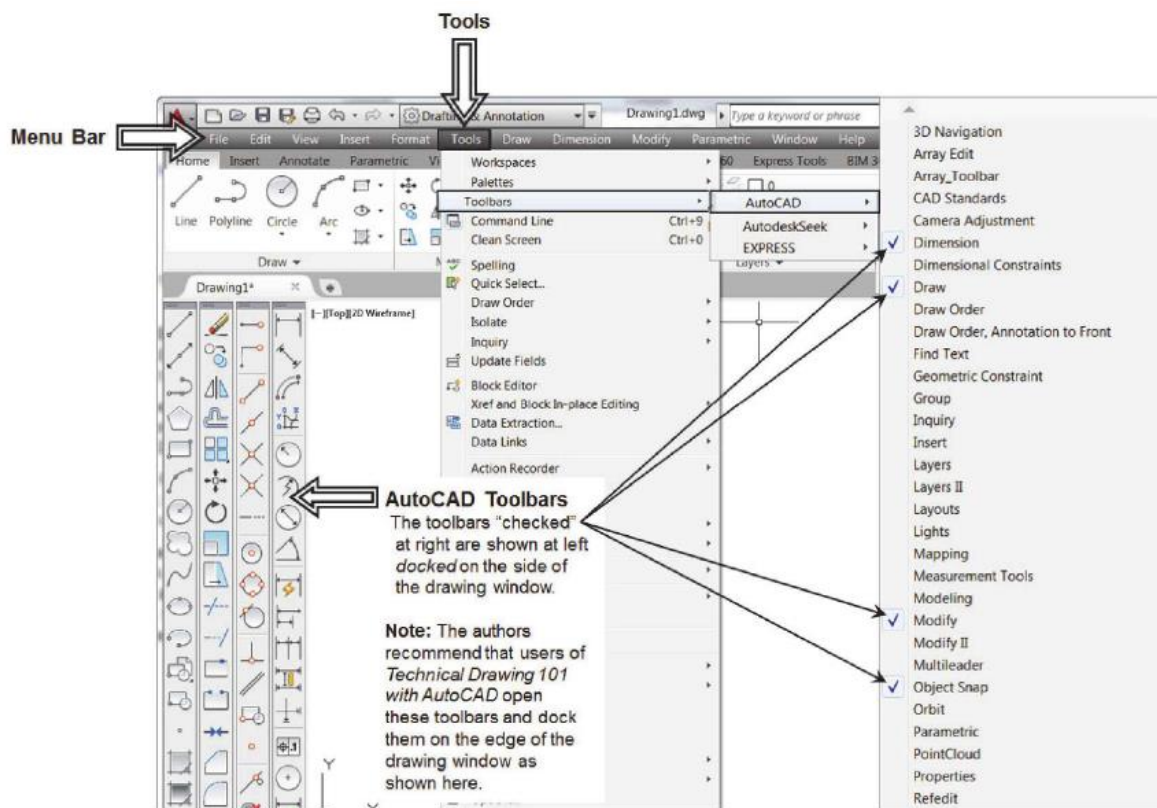 Tools
Menu Bar
Drafting & Annotation
Drawing1.dwg
Type a keyword or phrase
File Edit View Insert Format Tools Draw Dimension Modify Parametric Window Help
Home Insert Annotate Parametric
60 Express Tools BIM 3
Line Polyline Circle Arc
Draw
Layers
Drawing1*
[−][Top][2D Wireframe]
Workspaces
Palettes
Toolbars
Command Line Ctrl+9
Clean Screen Ctrl+0
Spelling
Quick Select...
Draw Order
Isolate
Inquiry
Update Fields
Block Editor
Xref and Block In-place Editing
Data Extraction...
Data Links
Action Recorder
AutoCAD
AutodeskSeek
EXPRESS
0
AutoCAD Toolbars
The toolbars “checked”
at right are shown at left
docked on the side of
the drawing window.
Note: The authors
recommend that users of
Technical Drawing 101
with AutoCAD open
these toolbars and dock
them on the edge of the
drawing window as
shown here.
Y
3D Navigation
Array Edit
Array_Toolbar
CAD Standards
Camera Adjustment
Dimension
Dimensional Constraints
Draw
Draw Order
Draw Order, Annotation to Front
Find Text
Geometric Constraint
Group
Inquiry
Insert
Layers
Layers II
Layouts
Lights
Mapping
Measurement Tools
Modeling
Modify
Modify II
Multileader
Object Snap
Orbit
Parametric
PointCloud
Properties
Refedit